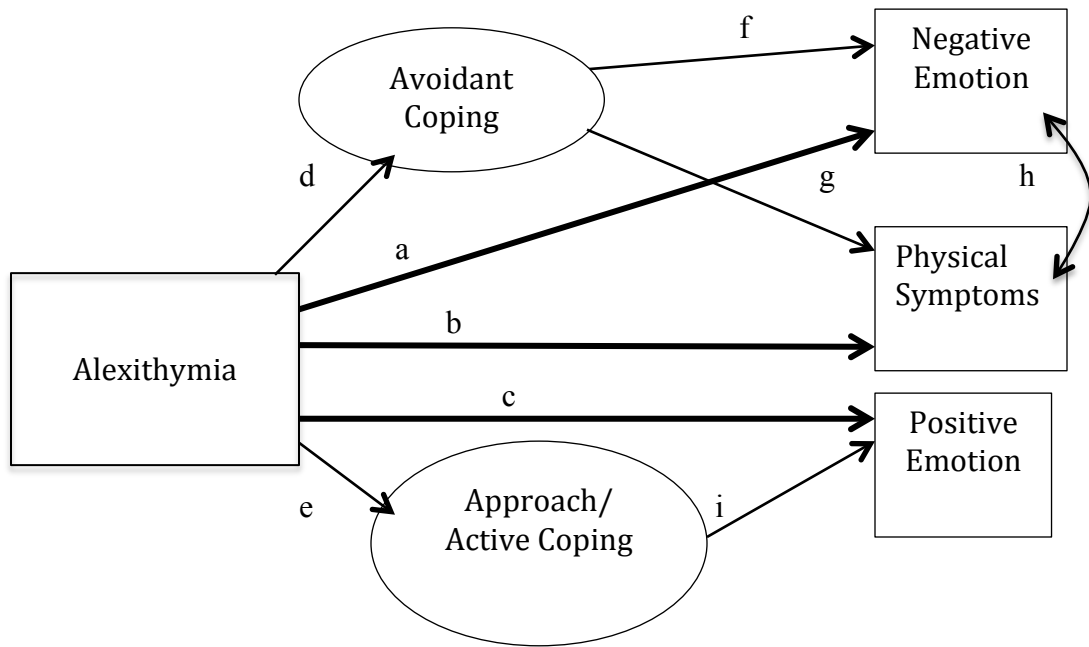 f
Negative
Emotion
Avoidant
Coping
d
g
h
a
Physical
Symptoms
b
Alexithymia
c
Positive
Emotion
e
Approach/
Active Coping
i